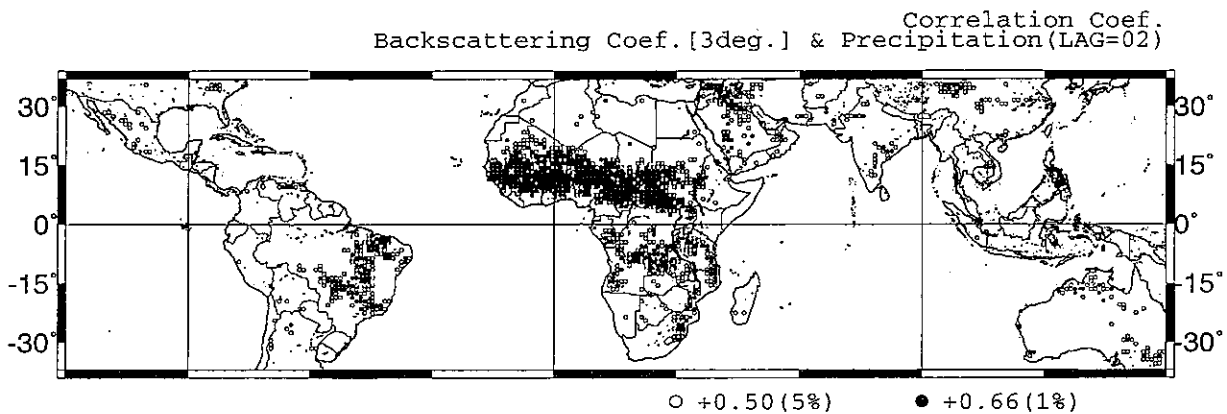 Correlation Coef.
Backscattering Coef.[3deg.] & Precipitation(LAG=02)
30° 30°
15° 15°
0° 0°
-15° -15°
-30° -30°
○ +0.50(5%) ● +0.66(1%)